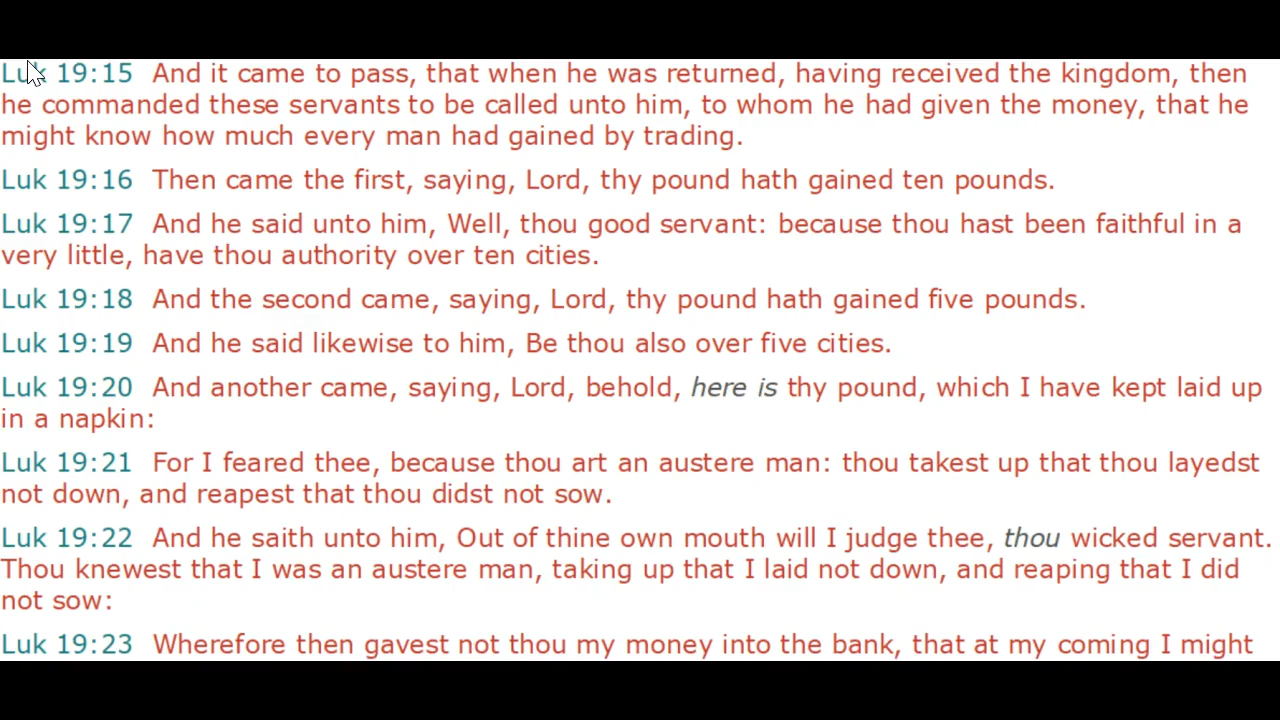 Luk 19:15 And it came to pass, that when he was returned, having received the kingdom, then
he commanded these servants to be called unto him, to whom he had given the money, that he
might know how much every man had gained by trading.
Luk 19:16 Then came the first, saying, Lord, thy pound hath gained ten pounds.
Luk 19:17 And he said unto him, Well, thou good servant: because thou hast been faithful in a
very little, have thou authority over ten cities.
Luk 19:18 And the second came, saying, Lord, thy pound hath gained five pounds.
Luk 19:19 And he said likewise to him, Be thou also over five cities.
Luk 19:20 And another came, saying, Lord, behold, here is thy pound, which I have kept laid up
in a napkin:
Luk 19:21 For I feared thee, because thou art an austere man: thou takest up that thou layedst
not down, and reapest that thou didst not sow.
Luk 19:22 And he saith unto him, Out of thine own mouth will I judge thee, thou wicked servant.
Thou knewest that I was an austere man, taking up that I laid not down, and reaping that I did
not sow:
Luk 19:23 Wherefore then gavest not thou my money into the bank, that at my coming I might